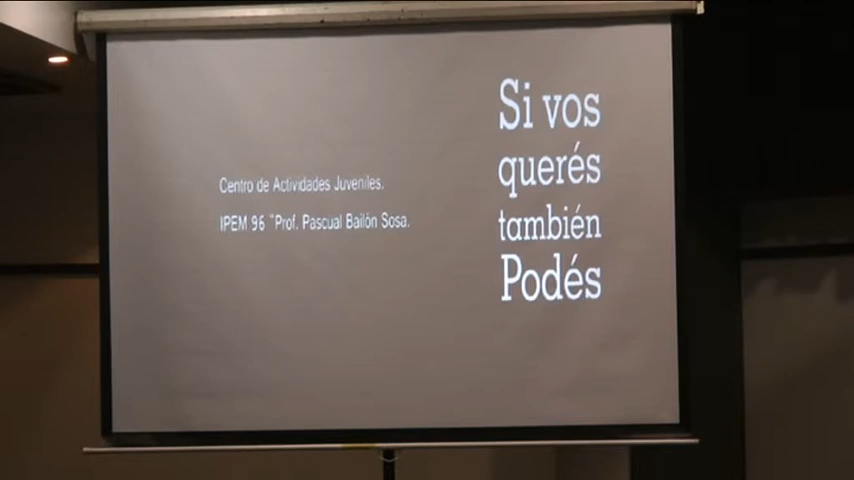 Centro de Actividades Juveniles.
IPEM 96 "Prof. Pascual Bailón Sosa.
Si vos
querés
también
Podés